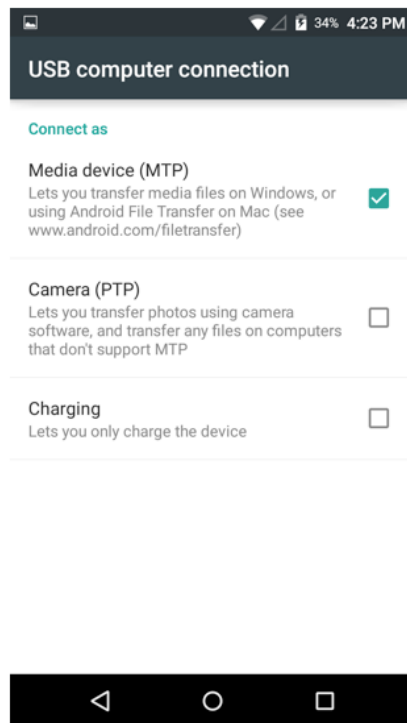 34% 4:23 PM
USB computer connection
Connect as
Media device (MTP)
Lets you transfer media files on Windows, or
using Android File Transfer on Mac (see
www.android.com/filetransfer)
Camera (PTP)
Lets you transfer photos using camera
software, and transfer any files on computers
that don't support MTP
Charging
Lets you only charge the device